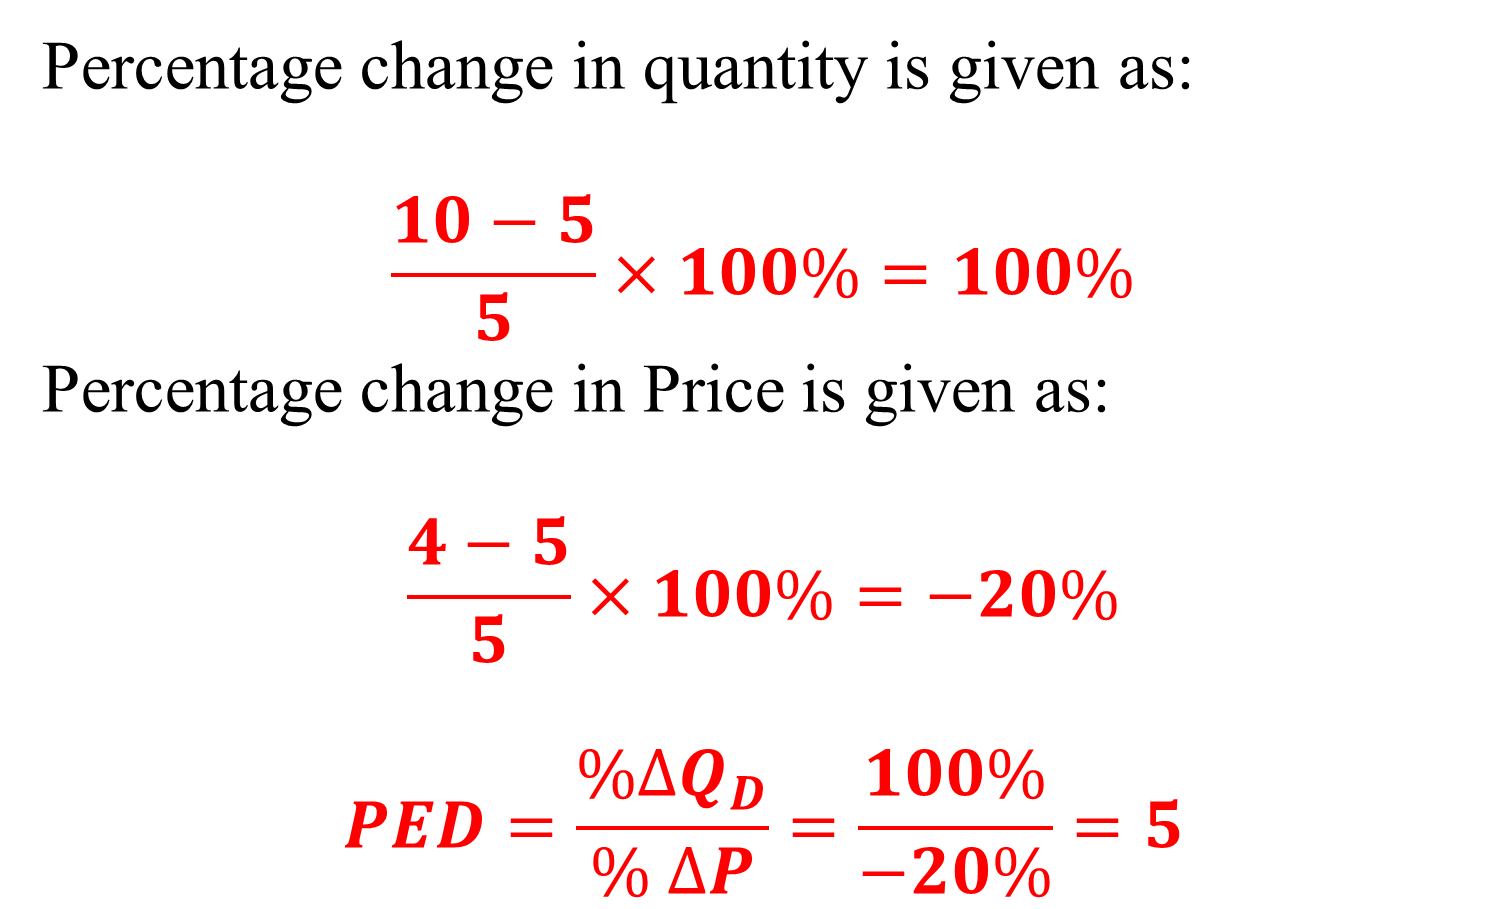 Percentage change in quantity is given as:
10 − 5
× 100% = 100%
5
Percentage change in Price is given as:
4 − 5
× 100% = −20%
5
%ΔQ_D 100%
PED = = = 5
% ΔP −20%